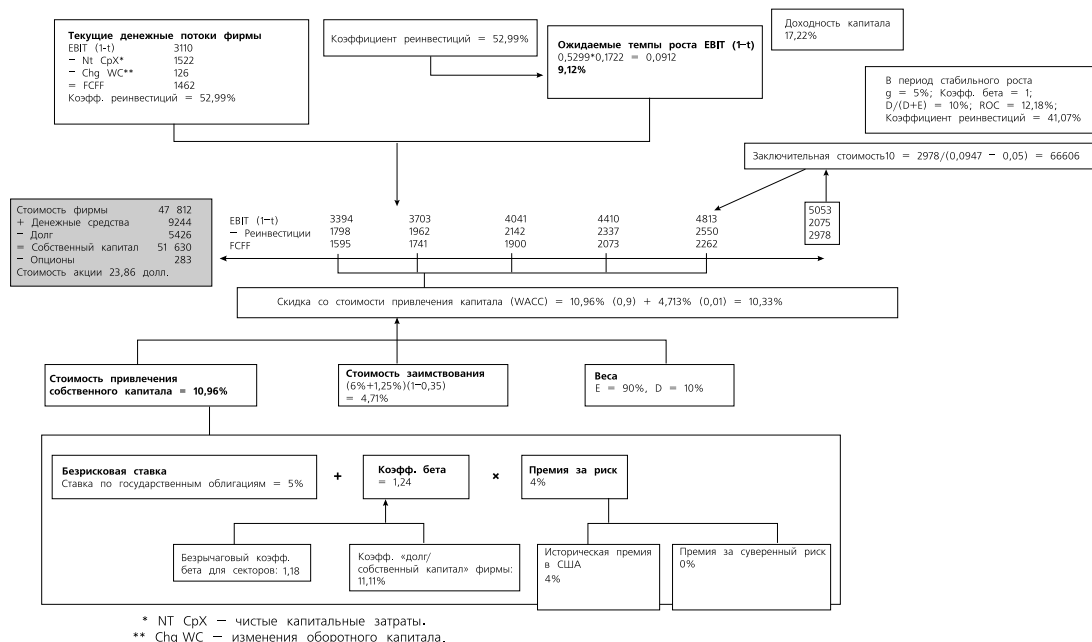 Текущие денежные потоки фирмы
EBIT (1-t) 3110
− Nt CpX* 1522
− Chg WC** 126
= FCFF 1462
Коэфф. реинвестиций = 52,99%
Коэффициент реинвестиций = 52,99%
Ожидаемые темпы роста EBIT (1−t)
0,5299*0,1722 = 0,0912
9,12%
Доходность капитала
17,22%
В период стабильного роста
g = 5%; Коэфф. бета = 1;
D/(D+E) = 10%; ROC = 12,18%;
Коэффициент реинвестиций = 41,07%
Заключительная стоимость10 = 2978/(0,0947 − 0,05) = 66606
Стоимость фирмы 47 812
+ Денежные средства 9244
− Долг 5426
= Собственный капитал 51 630
− Опционы 283
Стоимость акции 23,86 долл.
EBIT (1−t) 3394 3703 4041 4410 4813 5053
− Реинвестиции 1798 1962 2142 2337 2550 2075
FCFF 1595 1741 1900 2073 2262 2978
Скидка со стоимости привлечения капитала (WACC) = 10,96% (0,9) + 4,713% (0,01) = 10,33%
Стоимость привлечения
собственного капитала = 10,96%
Стоимость заимствования
(6%+1,25%)(1−0,35)
= 4,71%
Веса
E = 90%, D = 10%
Безрисковая ставка
Ставка по государственным облигациям = 5%
+
Коэфф. бета
= 1,24
×
Премия за риск
4%
Безрычаговый коэфф.
бета для секторов: 1,18
Коэфф. «долг/
собственный капитал» фирмы:
11,11%
Историческая премия
в США
4%
Премия за суверенный риск
0%
* NT CpX − чистые капитальные затраты.
** Chg WC − изменения оборотного капитала.